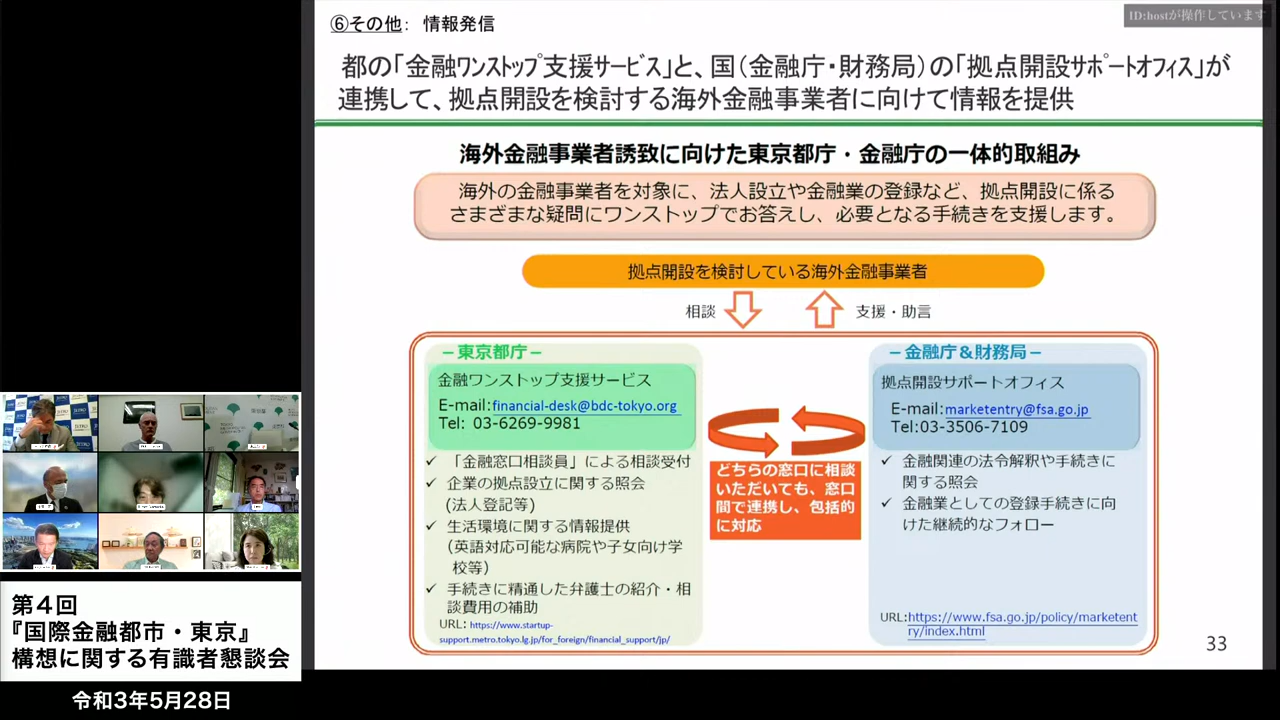 ⑥その他： 情報発信
ID:hostが操作しています
都の「金融ワンストップ支援サービス」と、国（金融庁・財務局）の「拠点開設サポートオフィス」が
連携して、拠点開設を検討する海外金融事業者に向けて情報を提供
海外金融事業者誘致に向けた東京都庁・金融庁の一体的取組み
海外の金融事業者を対象に、法人設立や金融業の登録など、拠点開設に係る
さまざまな疑問にワンストップでお答えし、必要となる手続きを支援します。
拠点開設を検討している海外金融事業者
相談
支援・助言
－東京都庁－
金融ワンストップ支援サービス
E-mail:financial-desk@bdc-tokyo.org
Tel: 03-6269-9981
✓ 「金融窓口相談員」による相談受付
✓ 企業の拠点設立に関する照会
(法人登記等)
✓ 生活環境に関する情報提供
(英語対応可能な病院や子女向け学
校等)
✓ 手続きに精通した弁護士の紹介・相
談費用の補助
URL: https://www.startup-
support.metro.tokyo.lg.jp/for_foreign/financial_support/jp/
どちらの窓口に相談
いただいても、窓口
間で連携し、包括的
に対応
－金融庁＆財務局－
拠点開設サポートオフィス
E-mail:marketentry@fsa.go.jp
Tel:03-3506-7109
✓ 金融関連の法令解釈や手続きに
関する照会
✓ 金融業としての登録手続きに向
けた継続的なフォロー
URL:https://www.fsa.go.jp/policy/marketent
ry/index.html
33
第４回
『国際金融都市・東京』
構想に関する有識者懇談会
令和3年5月28日